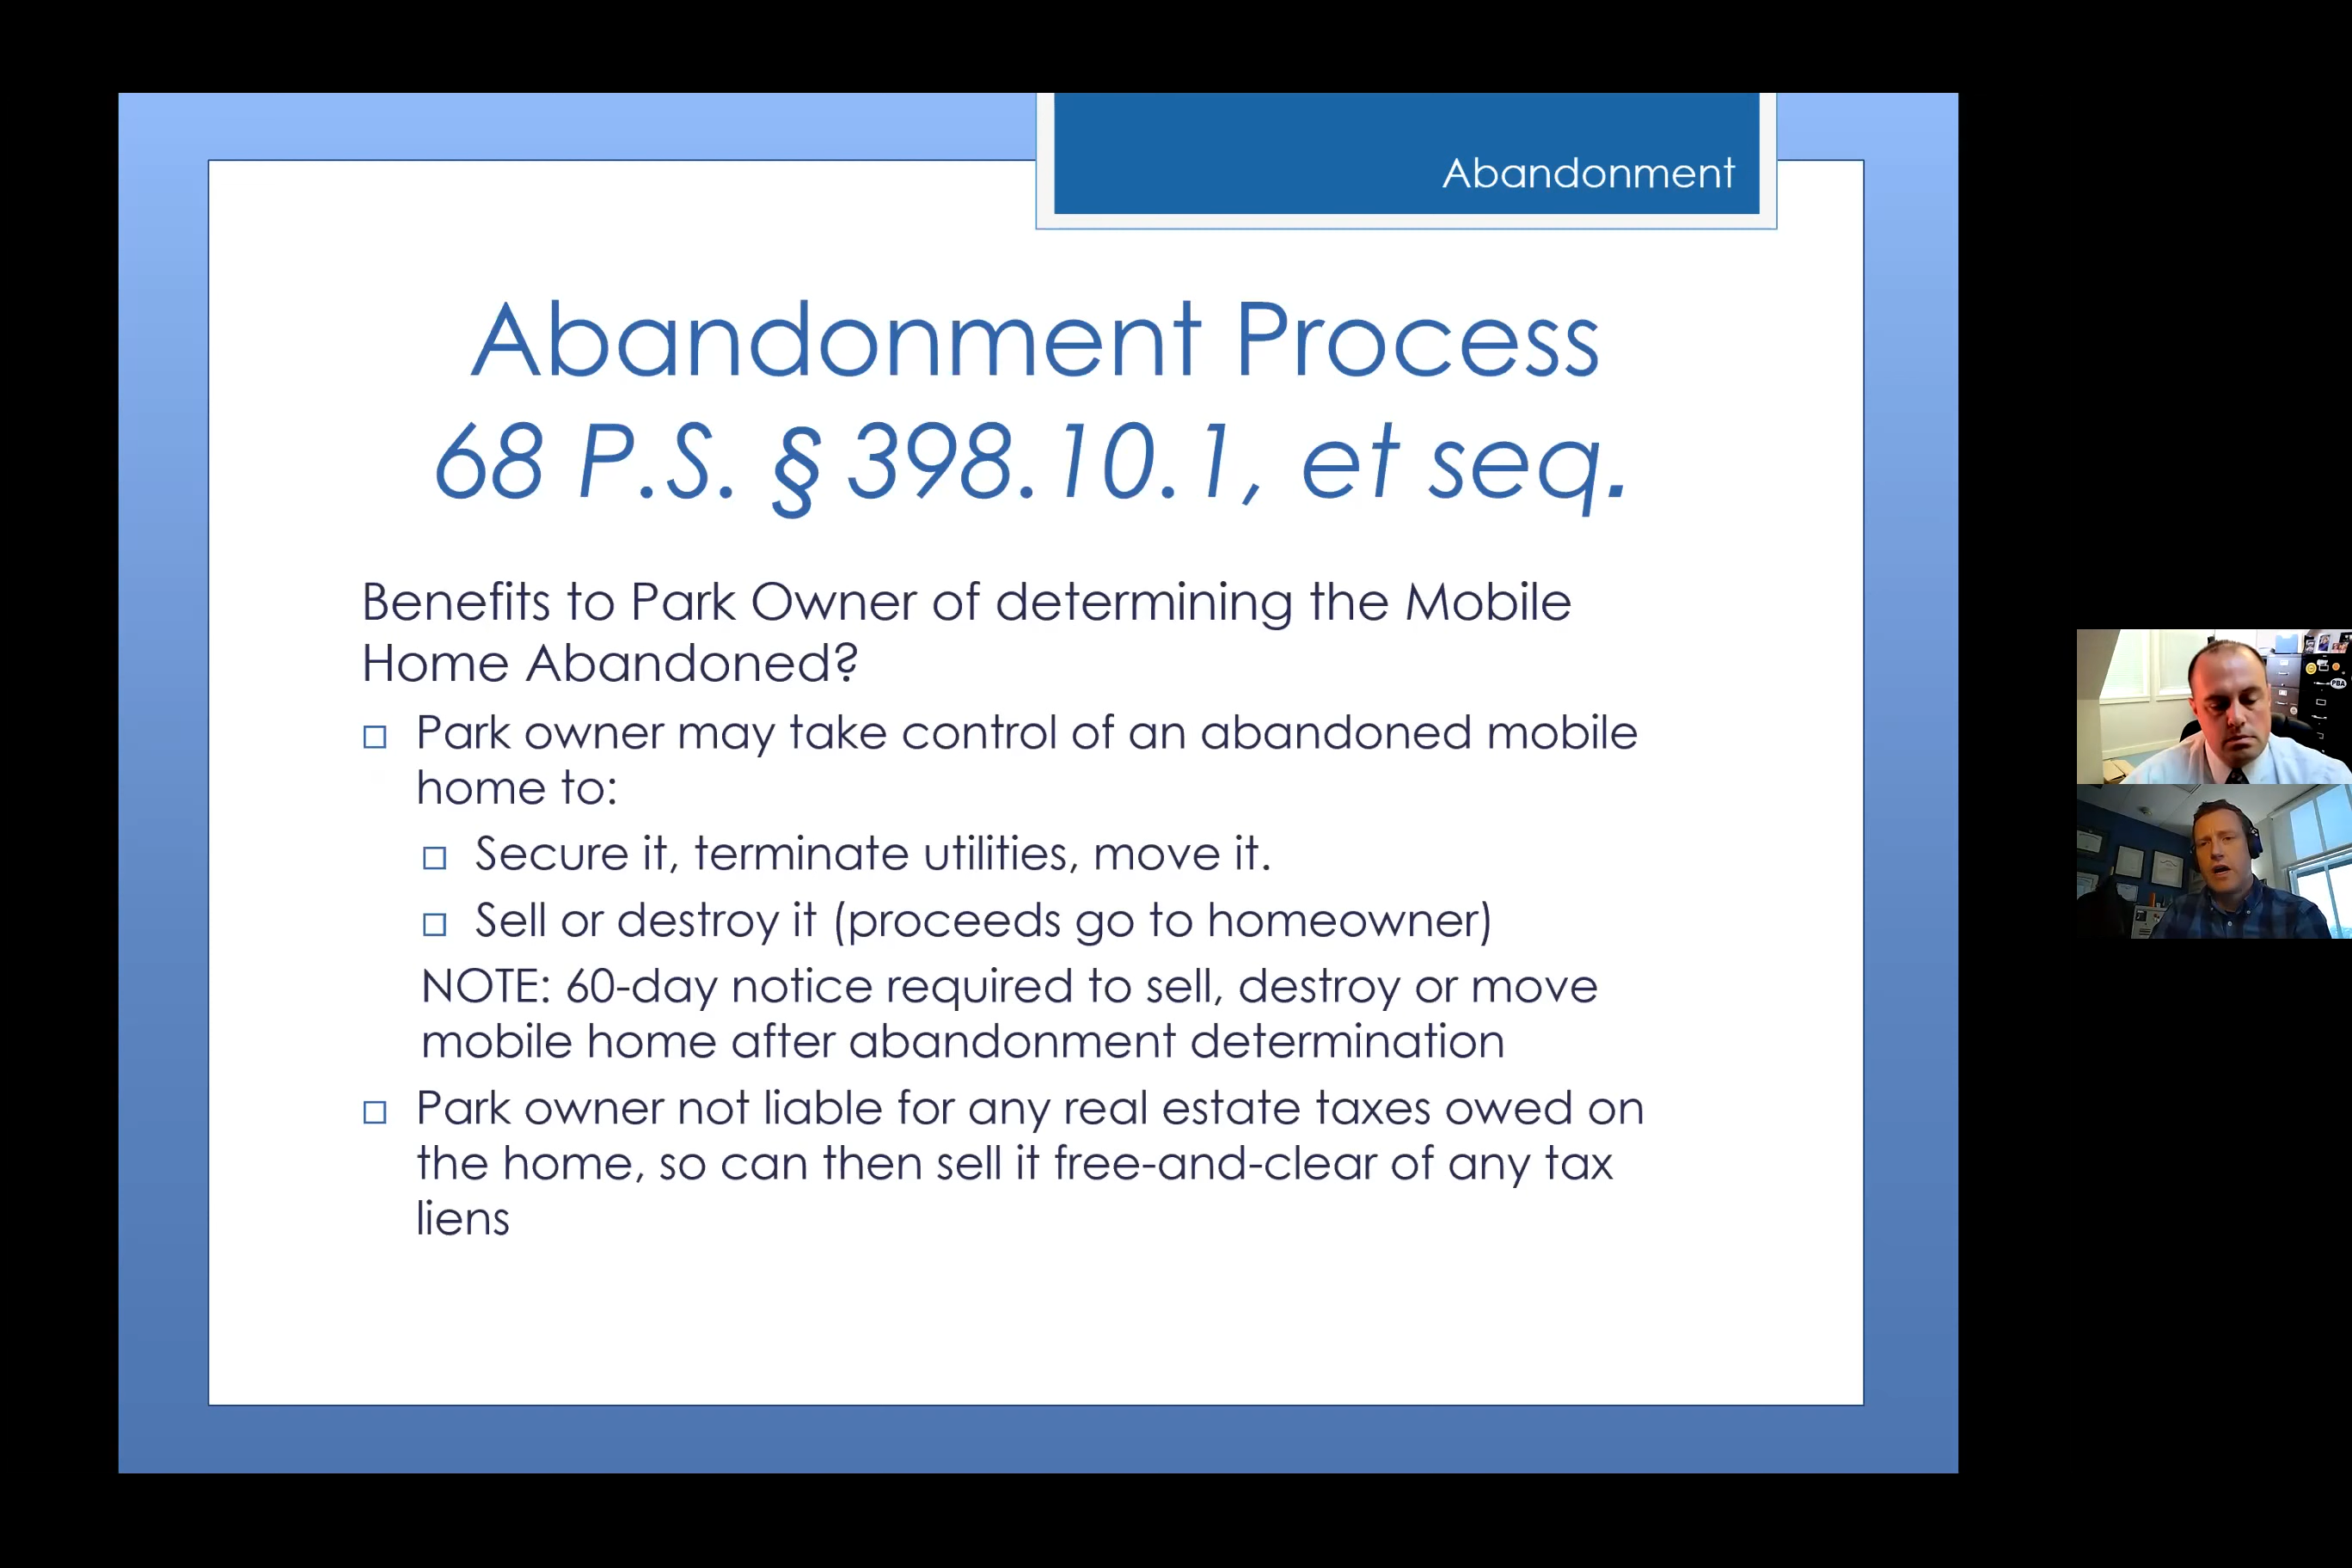 Abandonment
Abandonment Process
68 P.S. § 398.10.1, et seq.
Benefits to Park Owner of determining the Mobile
Home Abandoned?
Park owner may take control of an abandoned mobile
home to:
Secure it, terminate utilities, move it.
Sell or destroy it (proceeds go to homeowner)
NOTE: 60-day notice required to sell, destroy or move
mobile home after abandonment determination
Park owner not liable for any real estate taxes owed on
the home, so can then sell it free-and-clear of any tax
liens
PBA